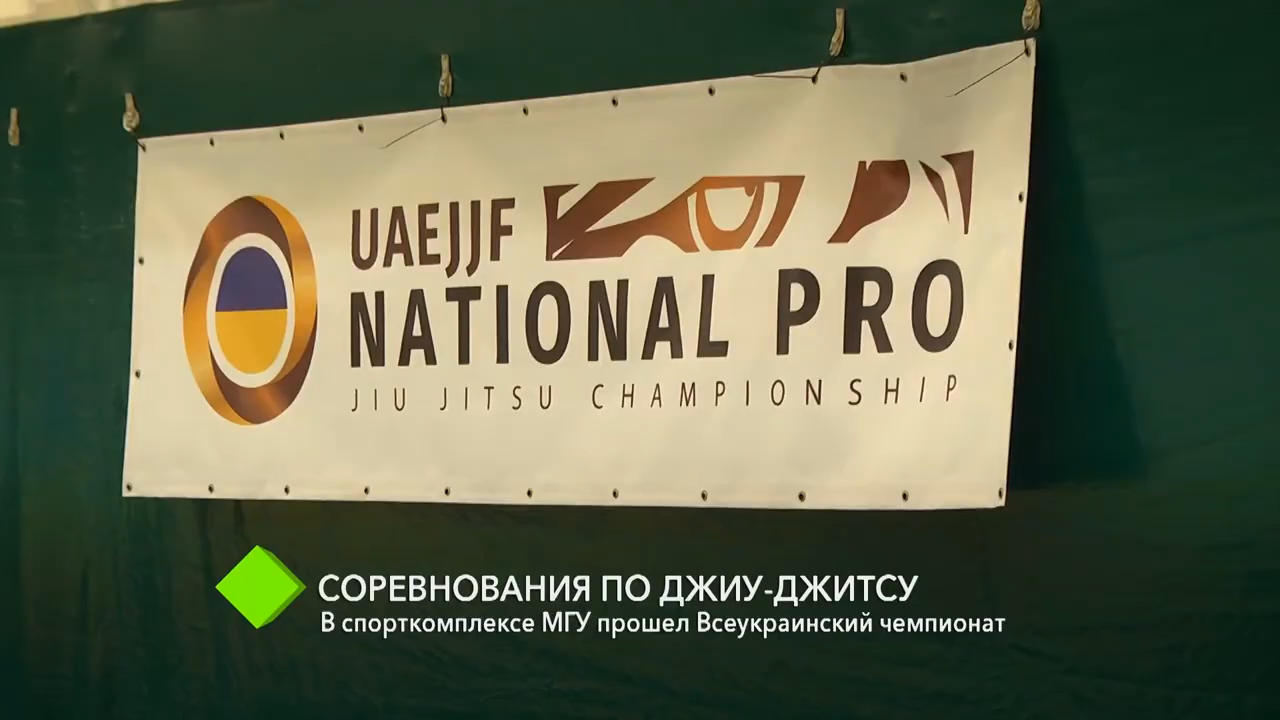 UAEJJF
NATIONAL PRO
JIU JITSU CHAMPIONSHIP
СОРЕВНОВАНИЯ ПО ДЖИУ-ДЖИТСУ
В спорткомплексе МГУ прошел Всеукраинский чемпионат